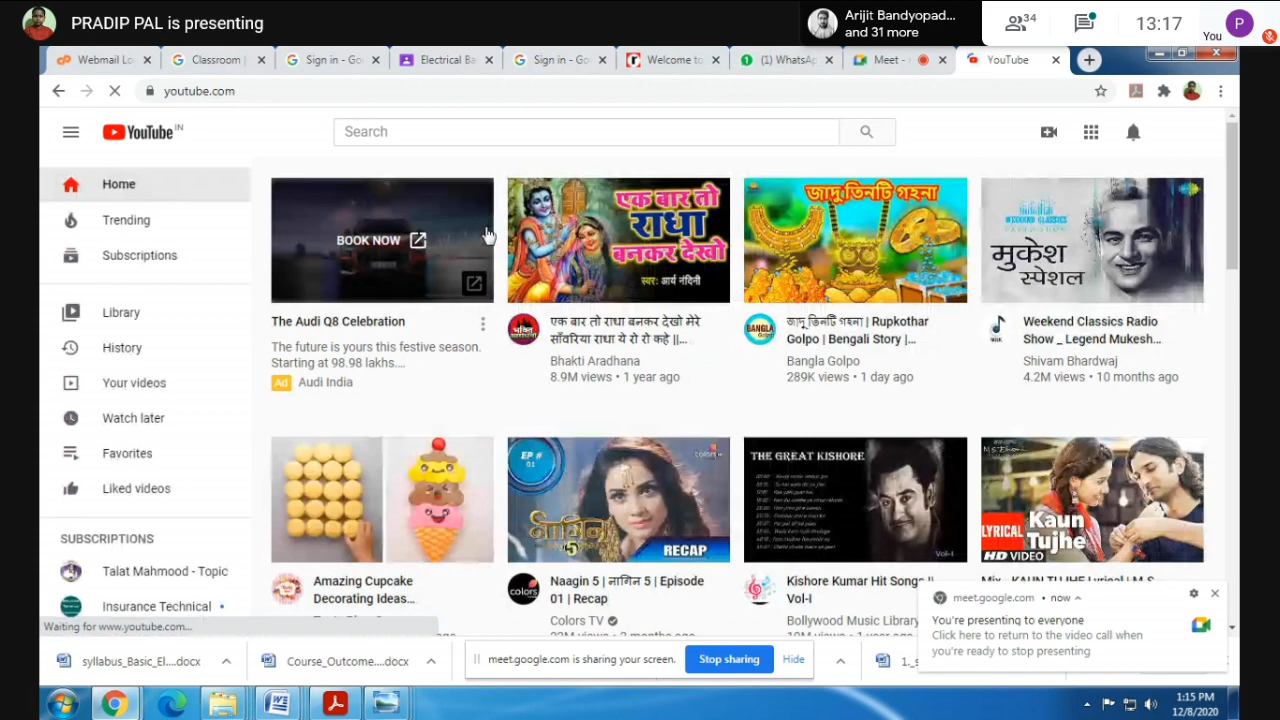 PRADIP PAL is presenting
Arijit Bandyopad...
and 31 more
34
13:17
You
P
Webmail Lo
Classroom
Sign in - Go
Electric
Sign in - Go
Welcome to
(1) WhatsA
Meet -
YouTube
youtube.com
YouTube IN
Search
Home
Trending
Subscriptions
Library
History
Your videos
Watch later
Favorites
Liked videos
SUBSCRIPTIONS
Talat Mahmood - Topic
Insurance Technical
BOOK NOW
The Audi Q8 Celebration
The future is yours this festive season.
Starting at 98.98 lakhs...
Ad Audi India
एक बार तो
राधा
बनकर देखो
स्वर: आर्य नंदिनी
एक बार तो राधा बनकर देखो मेरे
साँवरिया राधा ये रो रो कहे ||...
Bhakti Aradhana
8.9M views • 1 year ago
জাদু তিনটি গহনা
জাদু তিনটি গহনা | Rupkothar
Golpo | Bengali Story |...
Bangla Golpo
289K views • 1 day ago
WEEKEND CLASSICS
मुकेश
स्पेशल
Weekend Classics Radio
Show _ Legend Mukesh...
Shivam Bhardwaj
4.2M views • 10 months ago
Amazing Cupcake
Decorating Ideas...
EP #
01
colors
नागिन
5
RECAP
Naagin 5 | नागिन 5 | Episode
01 | Recap
Colors TV
THE GREAT KISHORE
Vol-I
Kishore Kumar Hit Songs ||
Vol-I
Bollywood Music Library
LYRICAL
HD VIDEO
Kaun
Tujhe
Waiting for www.youtube.com...
meet.google.com • now
You're presenting to everyone
Click here to return to the video call when
you're ready to stop presenting
syllabus_Basic_El....docx
Course_Outcome....docx
meet.google.com is sharing your screen.
Stop sharing
Hide
1:15 PM
12/8/2020